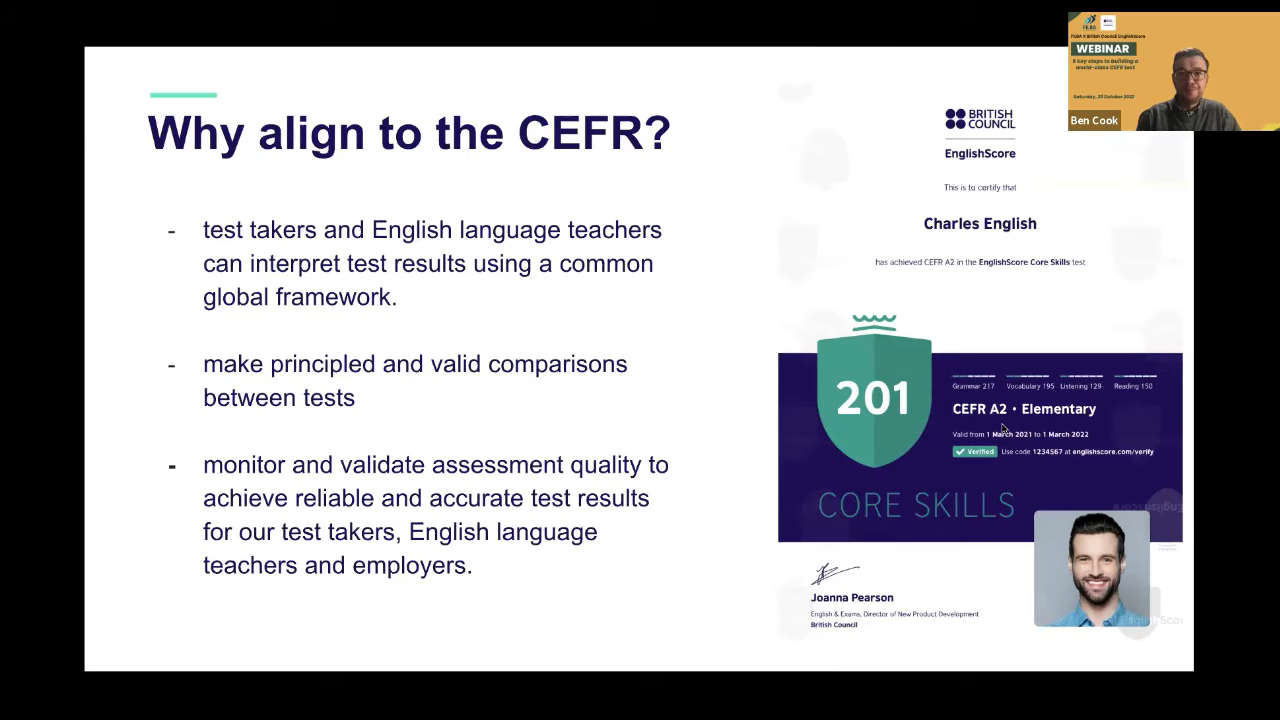 Why align to the CEFR?
- test takers and English language teachers
can interpret test results using a common
global framework.
- make principled and valid comparisons
between tests
- monitor and validate assessment quality to
achieve reliable and accurate test results
for our test takers, English language
teachers and employers.
BRITISH
COUNCIL
EnglishScore
This is to certify that
Charles English
has achieved CEFR A2 in the EnglishScore Core Skills test
201
Grammar 217 Vocabulary 195 Listening 129 Reading 150
CEFR A2 • Elementary
Valid from 1 March 2021 to 1 March 2022
Verified Use code 1234567 at englishscore.com/verify
CORE SKILLS
Joanna Pearson
English & Exams, Director of New Product Development
British Council
FILBA X British Council EnglishScore
WEBINAR
5 key steps to building a
world-class CEFR test
Saturday, 29 October 2022
Ben Cook